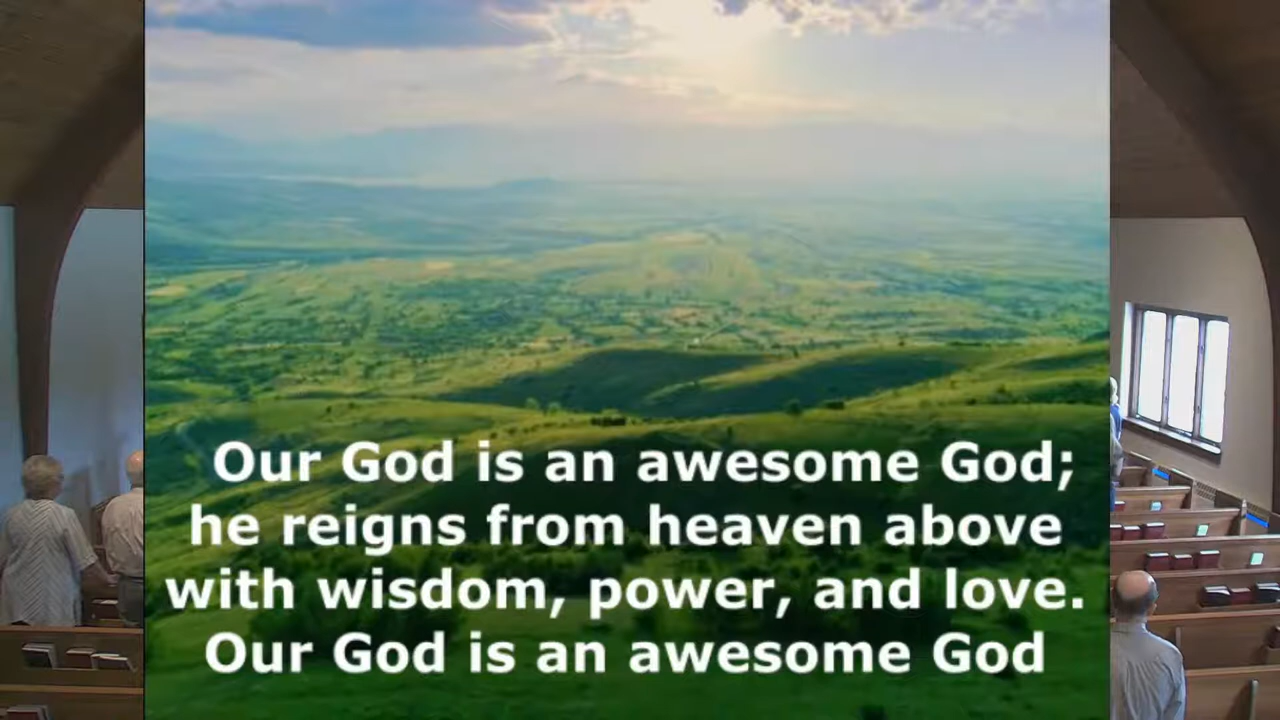 Our God is an awesome God;
he reigns from heaven above
with wisdom, power, and love.
Our God is an awesome God